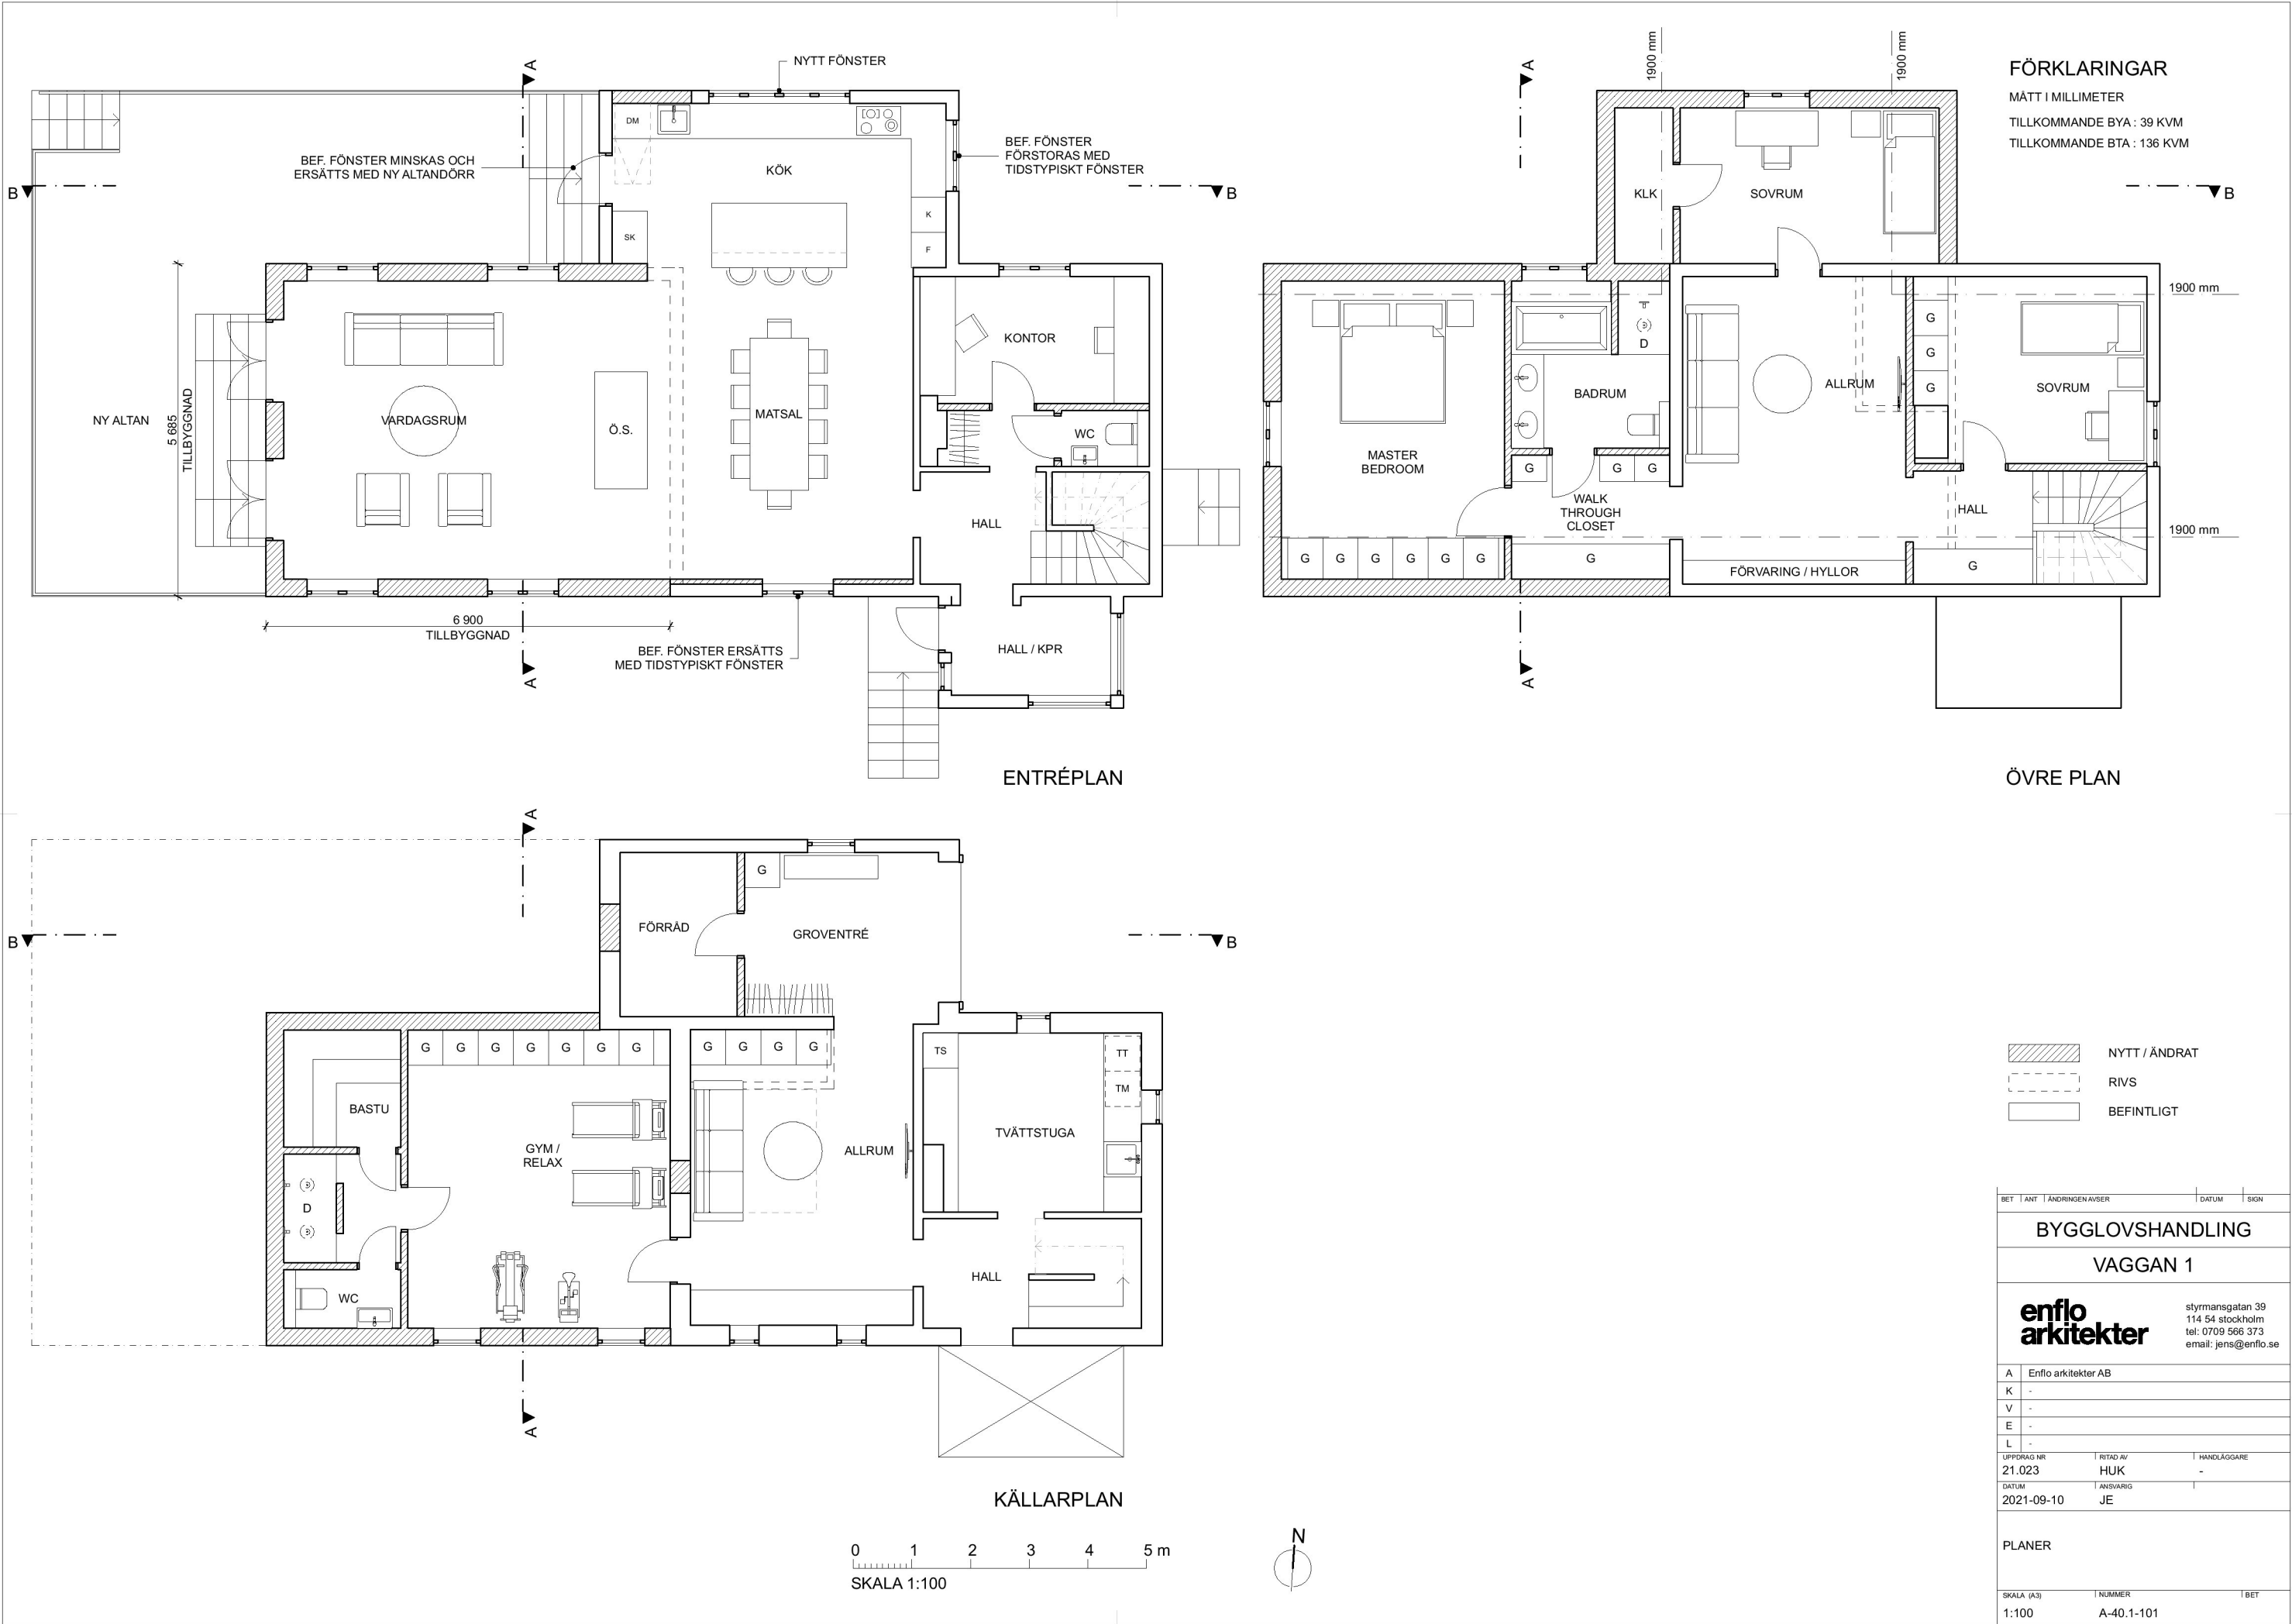 A
NYTT FÖNSTER
BEF. FÖNSTER MINSKAS OCH
ERSÄTTS MED NY ALTANDÖRR
DM
KÖK
BEF. FÖNSTER
FÖRSTORAS MED
TIDSTYPISKT FÖNSTER
B
B
SK
K
F
KONTOR
NY ALTAN
5 685
TILLBYGGNAD
VARDAGSRUM
Ö.S.
MATSAL
WC
HALL
6 900
TILLBYGGNAD
BEF. FÖNSTER ERSÄTTS
MED TIDSTYPISKT FÖNSTER
HALL / KPR
A
ENTRÉPLAN
A
1900 mm
1900 mm
FÖRKLARINGAR
MÅTT I MILLIMETER
TILLKOMMANDE BYA : 39 KVM
TILLKOMMANDE BTA : 136 KVM
KLK
SOVRUM
B
1900 mm
D
G
G
G
ALLRUM
SOVRUM
BADRUM
MASTER
BEDROOM
G
G
G
WALK
THROUGH
CLOSET
HALL
1900 mm
G
G
G
G
G
G
G
FÖRVARING / HYLLOR
G
A
ÖVRE PLAN
A
G
FÖRRÅD
GROVENTRÉ
B
B
G
G
G
G
G
G
G
G
G
G
G
TS
TT
TM
BASTU
GYM /
RELAX
ALLRUM
TVÄTTSTUGA
D
WC
HALL
A
KÄLLARPLAN
0 1 2 3 4 5 m
SKALA 1:100
N
NYTT / ÄNDRAT
RIVS
BEFINTLIGT
BET ANT ÄNDRINGEN AVSER DATUM SIGN
BYGGLOVSHANDLING
VAGGAN 1
enflo
arkitekter
styrmansgatan 39
114 54 stockholm
tel: 0709 566 373
email: jens@enflo.se
A Enflo arkitekter AB
K -
V -
E -
L -
UPPDRAG NR RITAD AV HANDLÄGGARE
21.023 HUK -
DATUM ANSVARIG
2021-09-10 JE
PLANER
SKALA (A3) NUMMER BET
1:100 A-40.1-101